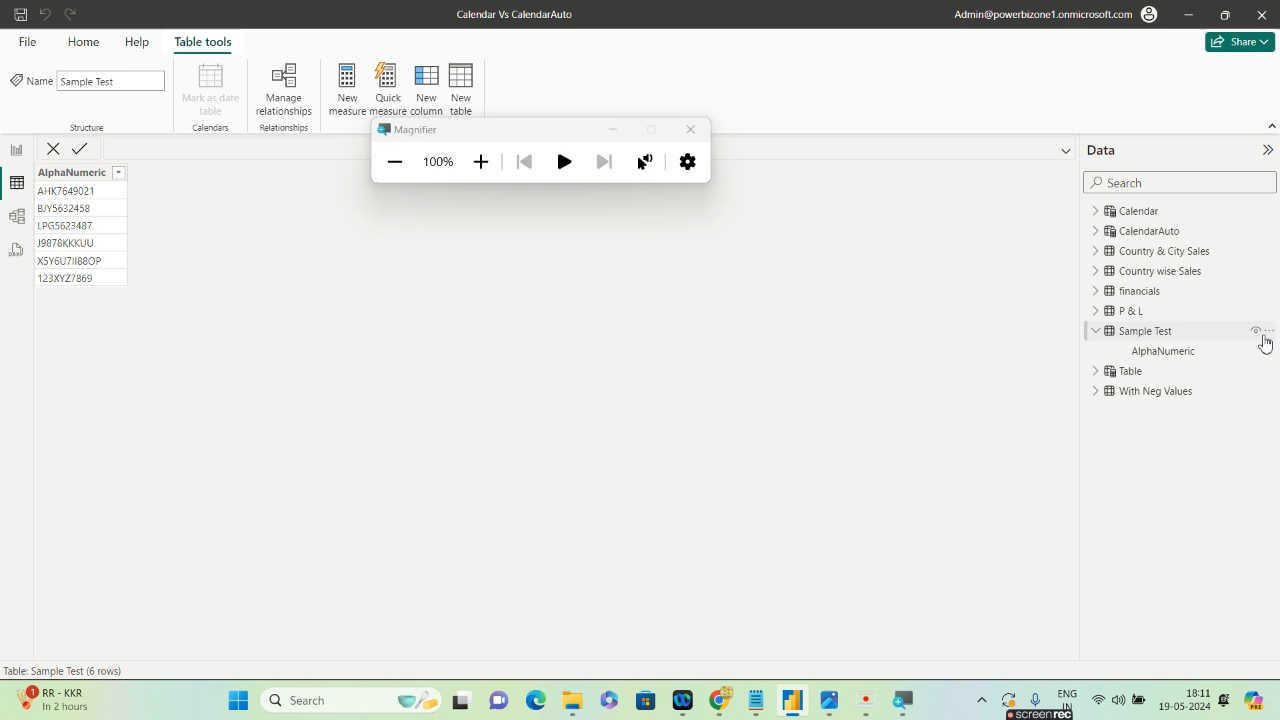 Calendar Vs CalendarAuto
Admin@powerbizone1.onmicrosoft.com
File Home Help Table tools
Share
Name Sample Test
Mark as date table
Manage relationships
New measure
Quick measure
New column
New table
Structure
Calendars
Relationships
Magnifier
100%
AlphaNumeric
AHK7649021
BJY5632458
LPG5623487
J9878KKKUU
X5Y6U7II88OP
123XYZ7869
Data
Search
Calendar
CalendarAuto
Country & City Sales
Country wise Sales
financials
P & L
Sample Test
AlphaNumeric
Table
With Neg Values
Table: Sample Test (6 rows)
1
RR - KKR
In 2 hours
Search
ENG
IN
18:11
19-05-2024
PRE
screenrec